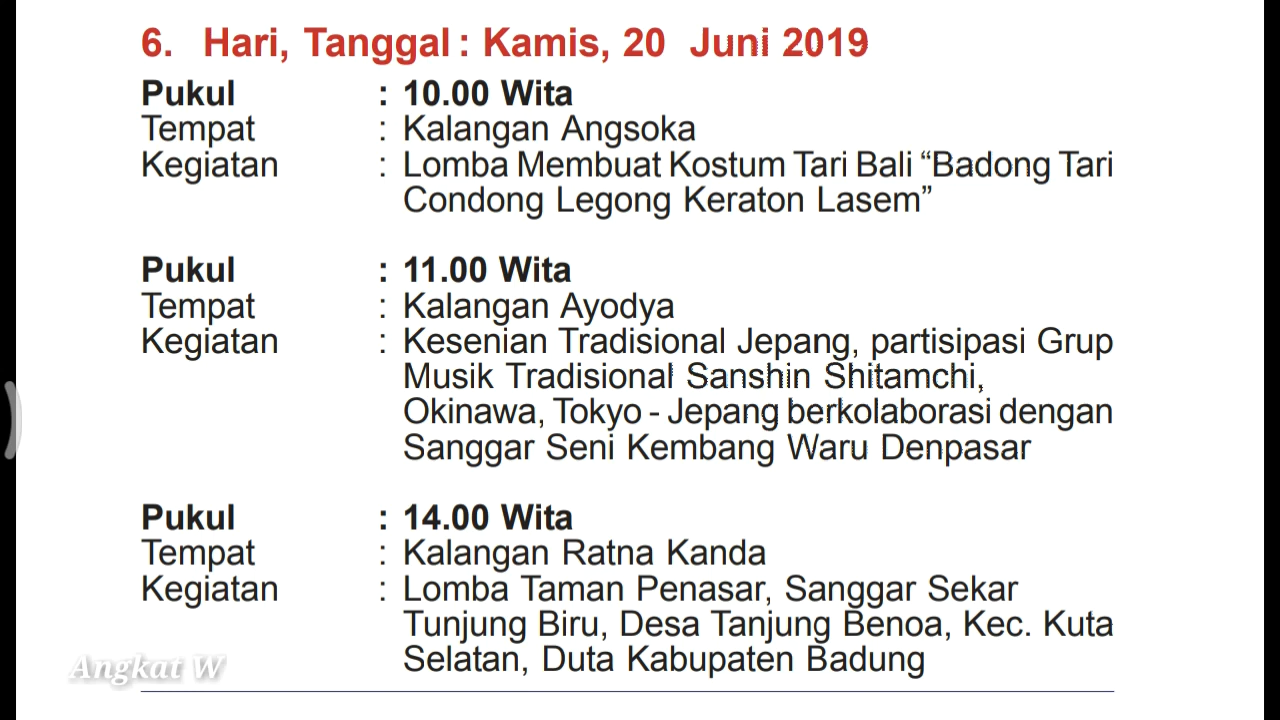 6. Hari, Tanggal : Kamis, 20 Juni 2019
Pukul : 10.00 Wita
Tempat : Kalangan Angsoka
Kegiatan : Lomba Membuat Kostum Tari Bali “Badong Tari
Condong Legong Keraton Lasem”
Pukul : 11.00 Wita
Tempat : Kalangan Ayodya
Kegiatan : Kesenian Tradisional Jepang, partisipasi Grup
Musik Tradisional Sanshin Shitamchi,
Okinawa, Tokyo - Jepang berkolaborasi dengan
Sanggar Seni Kembang Waru Denpasar
Pukul : 14.00 Wita
Tempat : Kalangan Ratna Kanda
Kegiatan : Lomba Taman Penasar, Sanggar Sekar
Tunjung Biru, Desa Tanjung Benoa, Kec. Kuta
Selatan, Duta Kabupaten Badung
Angkat W